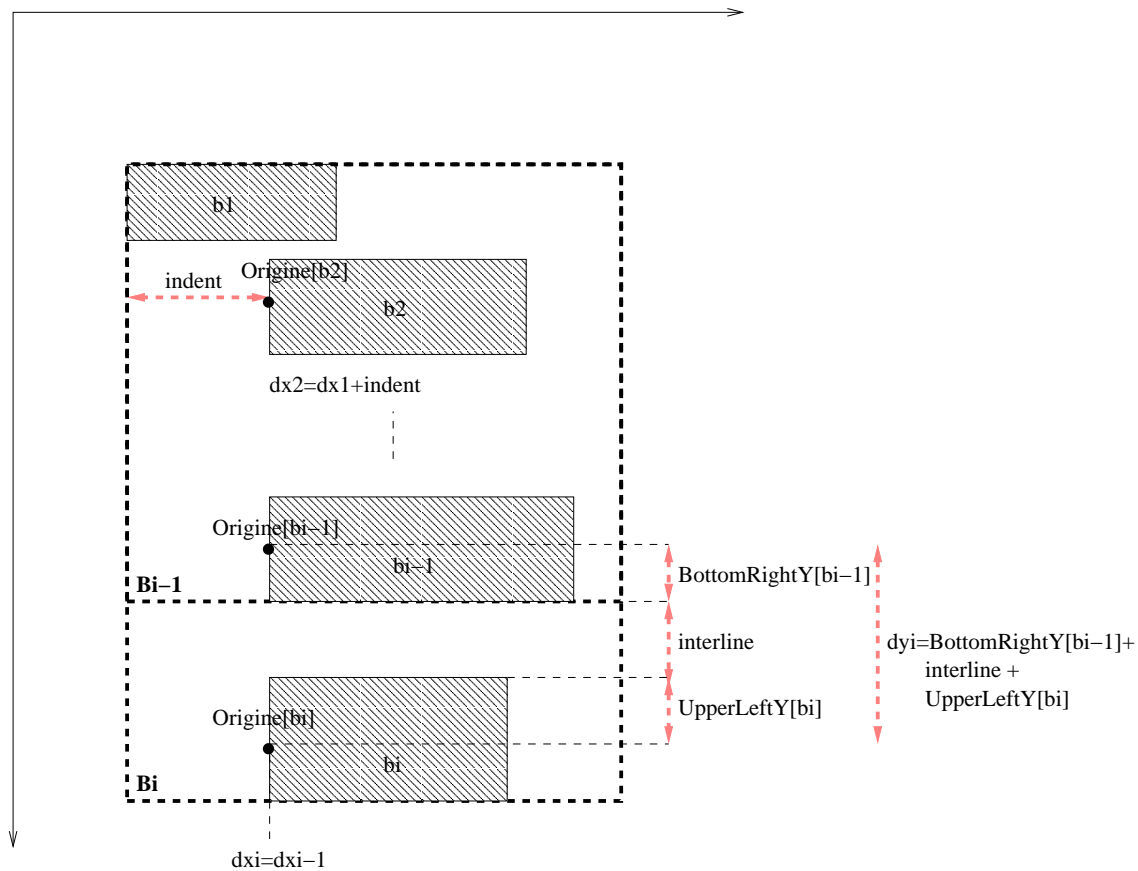 b1
Origine[b2]
indent
b2
dx2=dx1+indent
Origine[bi−1]
bi−1
BottomRightY[bi−1]
Bi−1
interline
dyi=BottomRightY[bi−1]+
interline +
UpperLeftY[bi]
UpperLeftY[bi]
Origine[bi]
bi
Bi
dxi=dxi−1